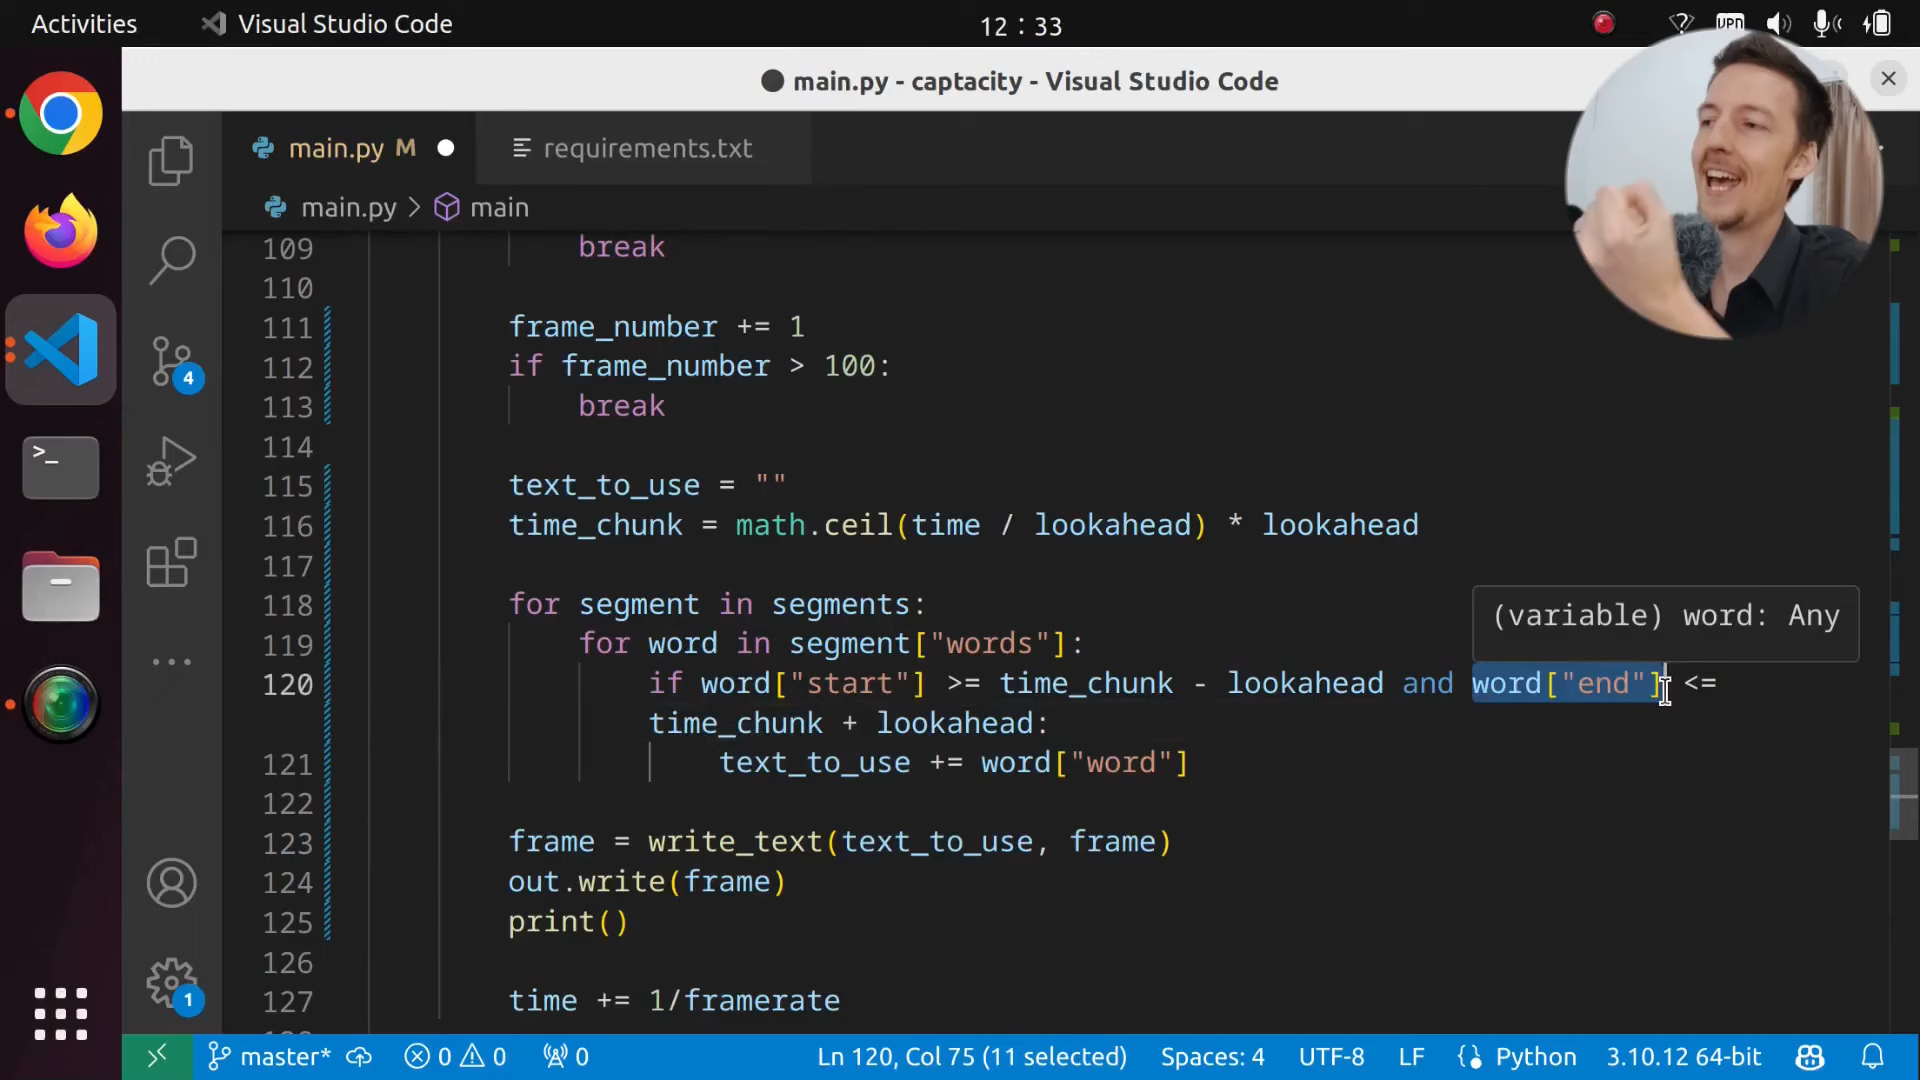 Activities
Visual Studio Code
12 : 33
VPN
main.py - captacity - Visual Studio Code
main.py M
requirements.txt
main.py > main
109 break
110
111 frame_number += 1
112 if frame_number > 100:
113 break
114
115 text_to_use = ""
116 time_chunk = math.ceil(time / lookahead) * lookahead
117
118 for segment in segments:
(variable) word: Any
119 for word in segment["words"]:
120 if word["start"] >= time_chunk - lookahead and word["end"] <=
time_chunk + lookahead:
121 text_to_use += word["word"]
122
123 frame = write_text(text_to_use, frame)
124 out.write(frame)
125 print()
126
127 time += 1/framerate
4
1
master* 0 0 0 Ln 120, Col 75 (11 selected) Spaces: 4 UTF-8 LF Python 3.10.12 64-bit